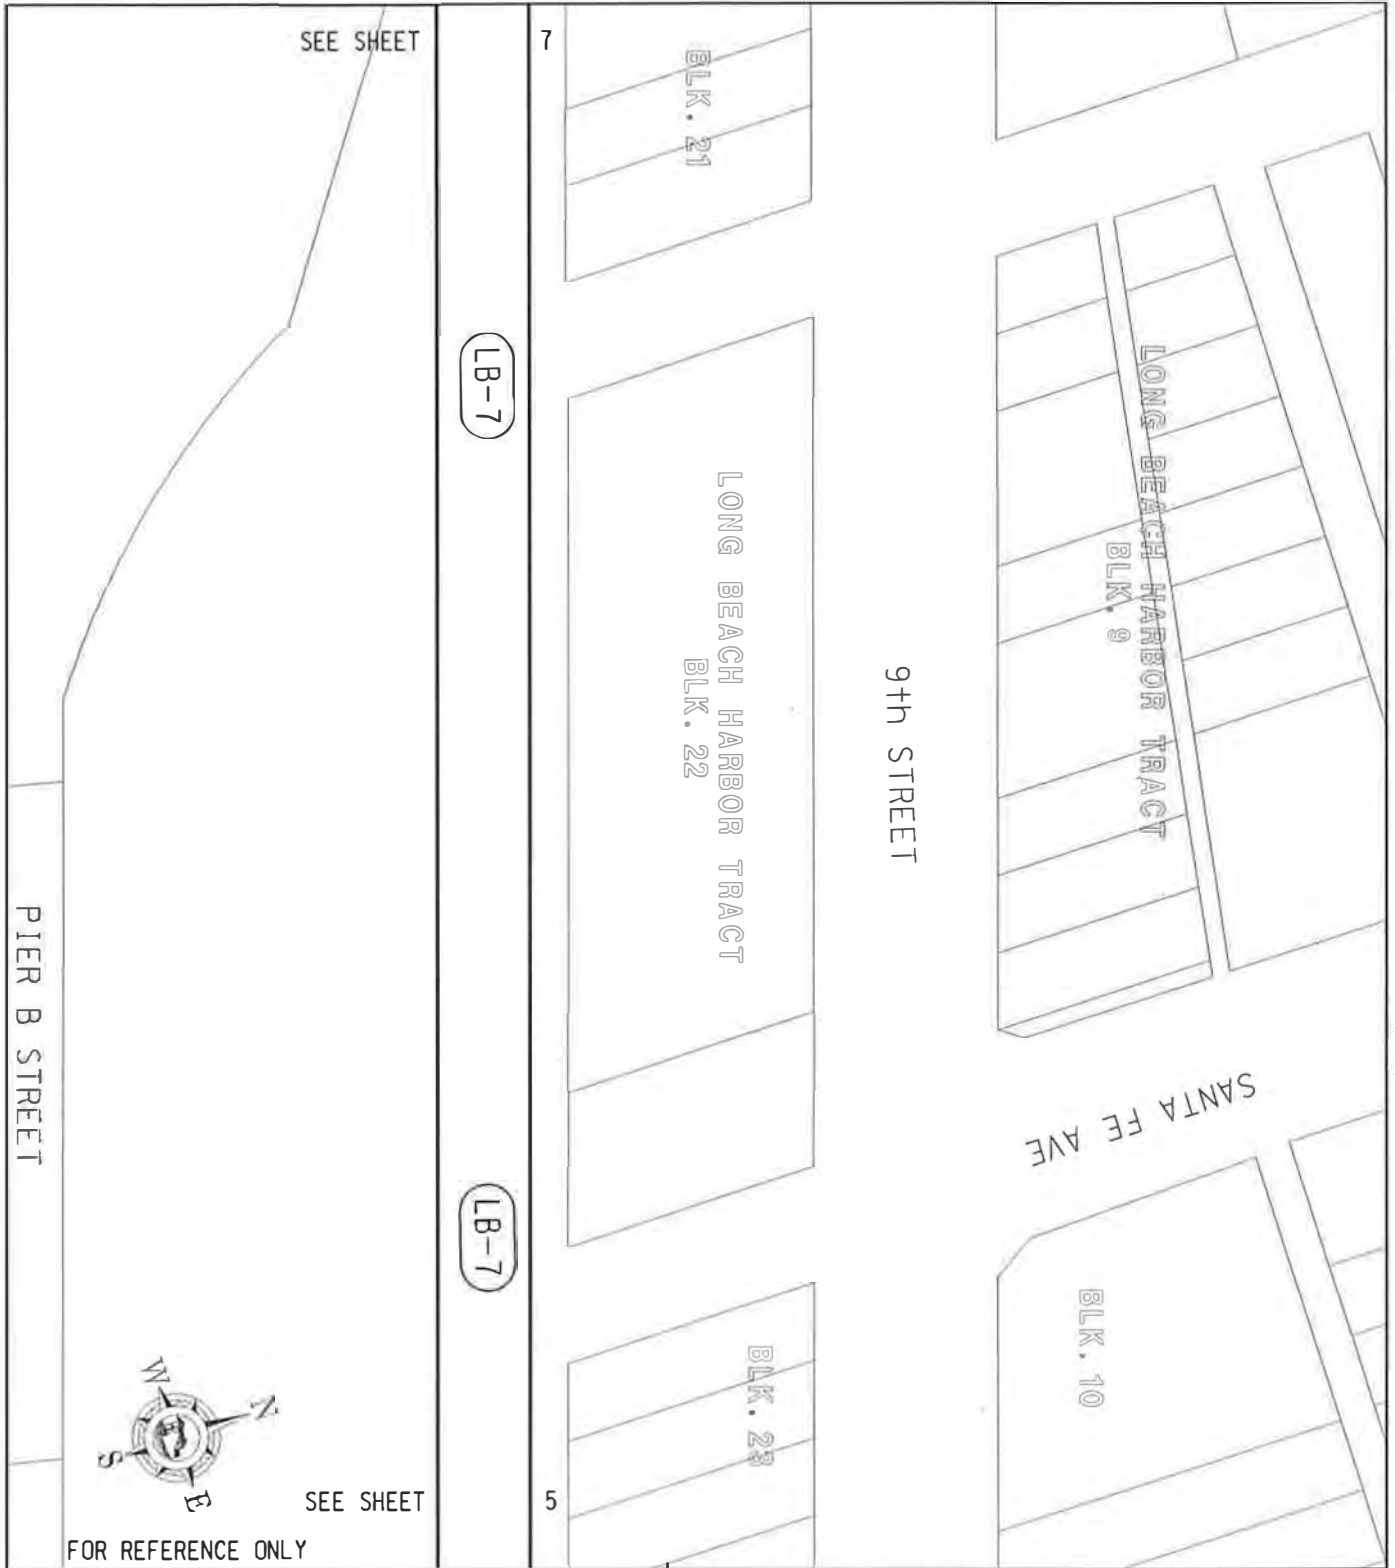 SEE SHEET 7
BLK. 21
LB-7
LONG BEACH HARBOR TRACT
BLK. 9
LONG BEACH HARBOR TRACT
BLK. 22
9th STREET
PIER B STREET
SANTA FE AVE
LB-7
BLK. 10
BLK. 23
W
N
S
E
SEE SHEET 5
FOR REFERENCE ONLY